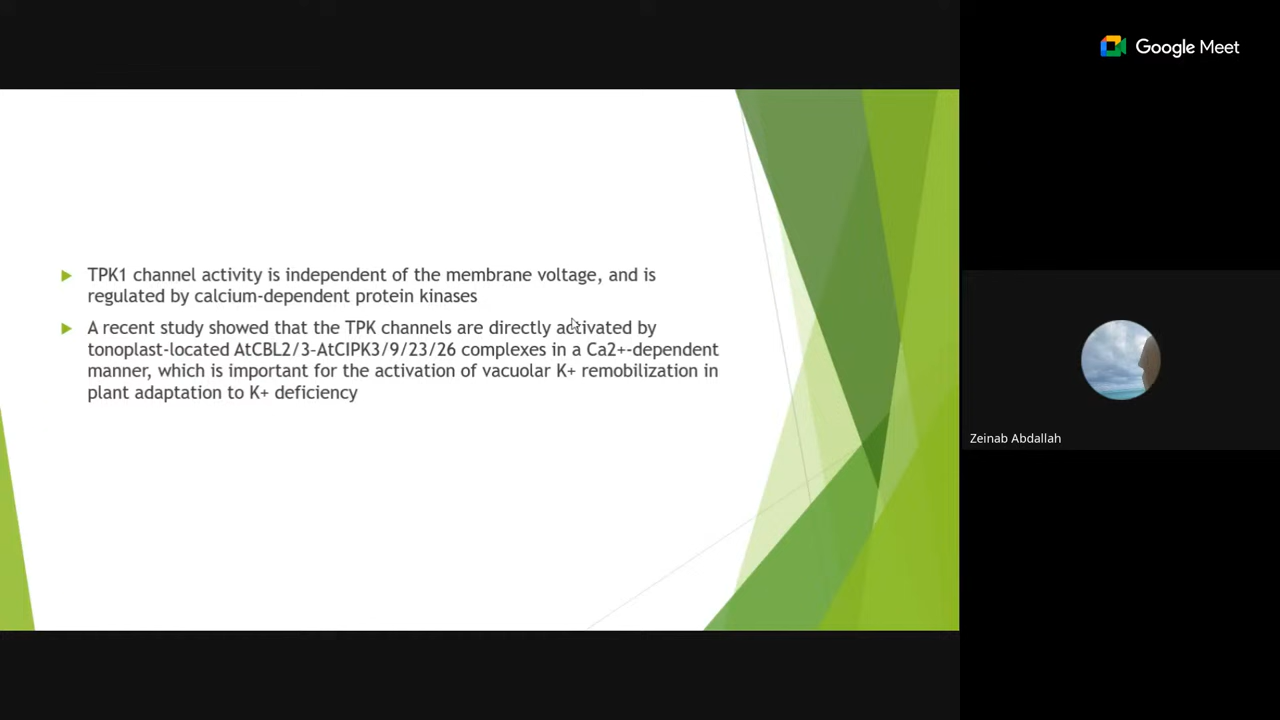 Google Meet
TPK1 channel activity is independent of the membrane voltage, and is
regulated by calcium-dependent protein kinases
A recent study showed that the TPK channels are directly activated by
tonoplast-located AtCBL2/3-AtCIPK3/9/23/26 complexes in a Ca2+-dependent
manner, which is important for the activation of vacuolar K+ remobilization in
plant adaptation to K+ deficiency
Zeinab Abdallah